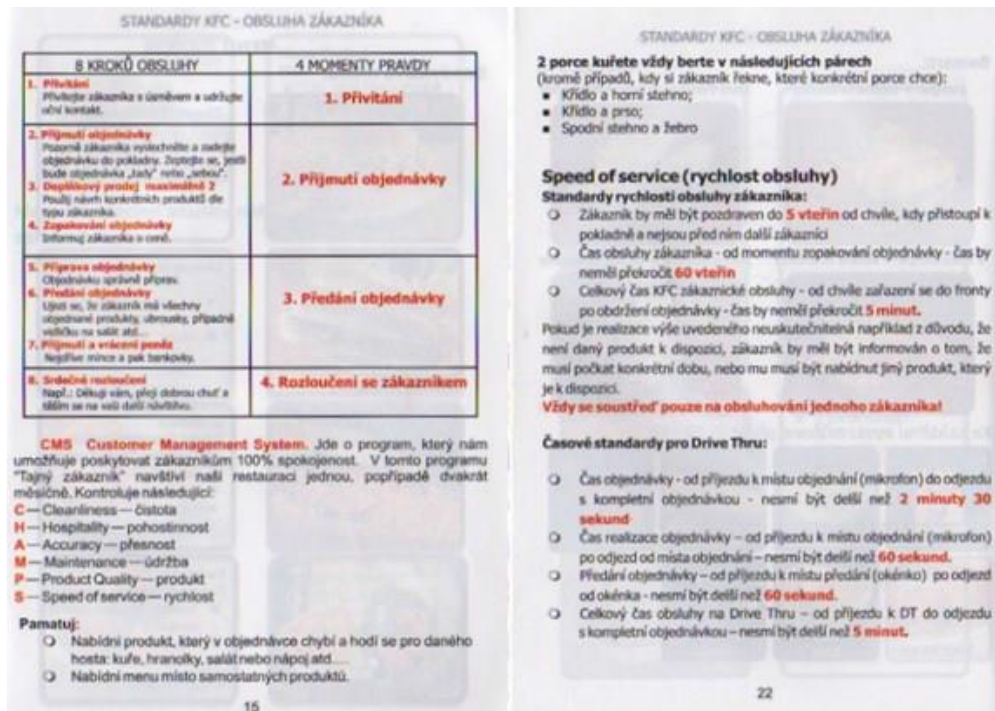 STANDARDY KFC - OBSLUHA ZÁKAZNÍKA
8 KROKŮ OBSLUHY
4 MOMENTY PRAVDY
1. Přivítání
Přivítejte zákazníka s úsměvem a udržujte
oční kontakt.
1. Přivítání
2. Přijmutí objednávky
Pozorně zákazníka vyslechněte a zadejte
objednávku do pokladny. Zeptejte se, jestli
bude objednávka „tady" nebo „sebou".
3. Doplňkový prodej maximálně 2
Použij návrh konkrétních produktů dle
typu zákazníka.
4. Zopakování objednávky
Informuj zákazníka o ceně.
2. Přijmutí objednávky
5. Příprava objednávky
Objednávku správně připrav.
6. Předání objednávky
Ujisti se, že zákazník má všechny
objednané produkty, ubrousky, případně
vidličku na salát atd...
7. Přijmutí a vrácení peněz
Nejdříve mince a pak bankovky.
3. Předání objednávky
8. Srdečné rozloučení
Např.: Děkuji vám, přeji dobrou chuť a
těším se na vaši další návštěvu.
4. Rozloučení se zákazníkem
CMS Customer Management System. Jde o program, který nám
umožňuje poskytovat zákazníkům 100% spokojenost. V tomto programu
"Tajný zákazník" navštíví naší restauraci jednou, popřípadě dvakrát
měsíčně. Kontroluje následující:
C — Cleanliness — čistota
H — Hospitality — pohostinnost
A — Accuracy — přesnost
M — Maintenance — údržba
P — Product Quality — produkt
S — Speed of service — rychlost
Pamatuj:
Nabídni produkt, který v objednávce chybí a hodí se pro daného
hosta: kuře, hranolky, salát nebo nápoj atd....
Nabídni menu místo samostatných produktů.
15
STANDARDY KFC - OBSLUHA ZÁKAZNÍKA
2 porce kuřete vždy berte v následujících párech
(kromě případů, kdy si zákazník řekne, které konkrétní porce chce):
Křídlo a horní stehno;
Křídlo a prso;
Spodní stehno a žebro
Speed of service (rychlost obsluhy)
Standardy rychlosti obsluhy zákazníka:
Zákazník by měl být pozdraven do 5 vteřin od chvíle, kdy přistoupí k
pokladně a nejsou před ním další zákazníci
Čas obsluhy zákazníka - od momentu zopakování objednávky - čas by
neměl překročit 60 vteřin
Celkový čas KFC zákaznické obsluhy - od chvíle zařazení se do fronty
po obdržení objednávky - čas by neměl překročit 5 minut.
Pokud je realizace výše uvedeného neuskutečnitelná například z důvodu, že
není daný produkt k dispozici, zákazník by měl být informován o tom, že
musí počkat konkrétní dobu, nebo mu musí být nabídnut jiný produkt, který
je k dispozici.
Vždy se soustřeď pouze na obsluhování jednoho zákazníka!
Časové standardy pro Drive Thru:
Čas objednávky - od příjezdu k místu objednání (mikrofon) do odjezdu
s kompletní objednávkou - nesmí být delší než 2 minuty 30
sekund
Čas realizace objednávky – od příjezdu k místu objednání (mikrofon)
po odjezd od místa objednání – nesmí být delší než 60 sekund.
Předání objednávky – od příjezdu k místu předání (okénko) po odjezd
od okénka - nesmí být delší než 60 sekund.
Celkový čas obsluhy na Drive Thru – od příjezdu k DT do odjezdu
s kompletní objednávkou – nesmí být delší než 5 minut.
22